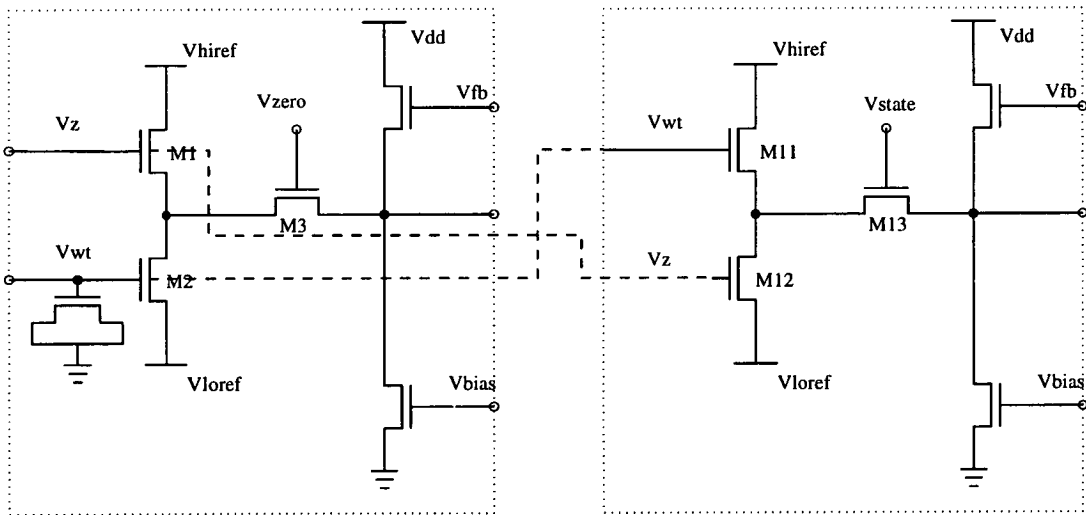 Vdd
Vhiref
Vfb
Vzero
Vz
M1
M3
Vwt
M2
Vloref
Vbias
Vdd
Vhiref
Vfb
Vstate
Vwt
M11
M13
Vz
M12
Vloref
Vbias